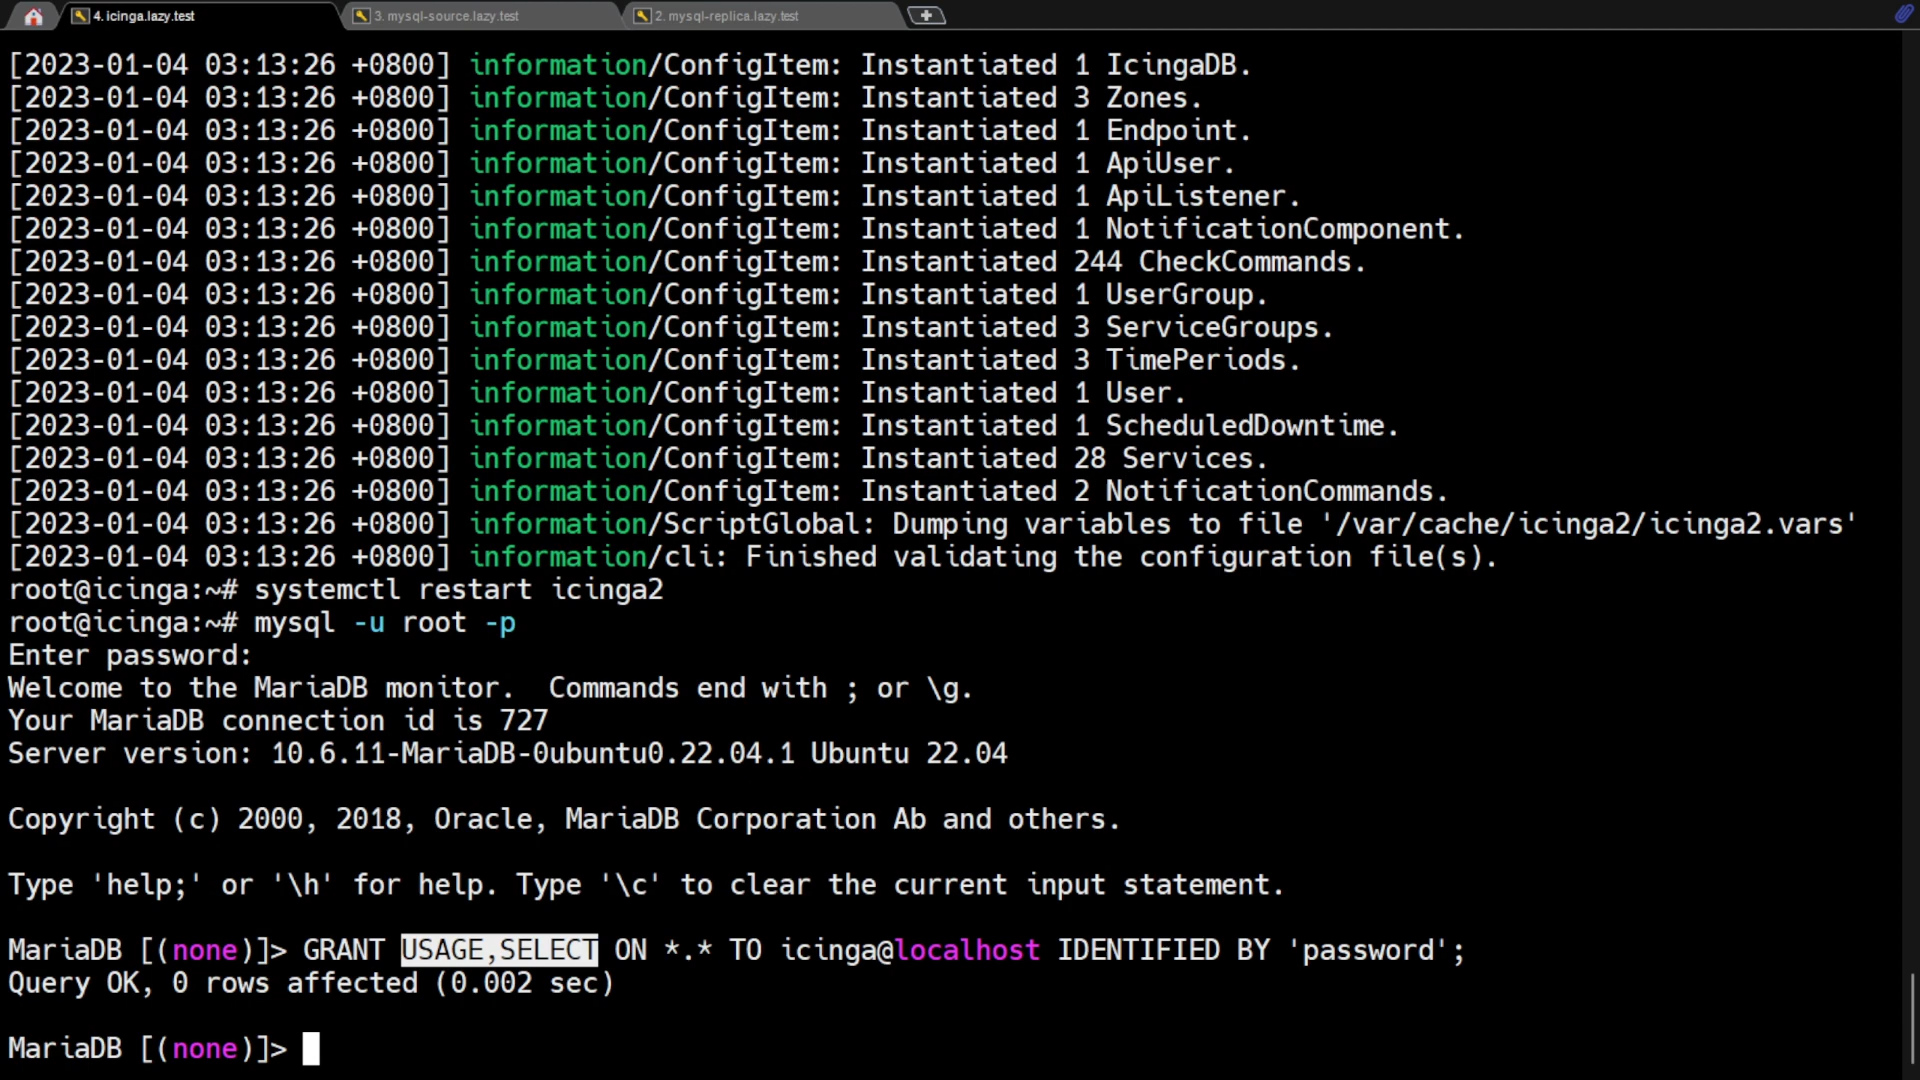 4. icinga.lazy.test
3. mysql-source.lazy.test
2. mysql-replica.lazy.test
[2023-01-04 03:13:26 +0800] information/ConfigItem: Instantiated 1 IcingaDB.
[2023-01-04 03:13:26 +0800] information/ConfigItem: Instantiated 3 Zones.
[2023-01-04 03:13:26 +0800] information/ConfigItem: Instantiated 1 Endpoint.
[2023-01-04 03:13:26 +0800] information/ConfigItem: Instantiated 1 ApiUser.
[2023-01-04 03:13:26 +0800] information/ConfigItem: Instantiated 1 ApiListener.
[2023-01-04 03:13:26 +0800] information/ConfigItem: Instantiated 1 NotificationComponent.
[2023-01-04 03:13:26 +0800] information/ConfigItem: Instantiated 244 CheckCommands.
[2023-01-04 03:13:26 +0800] information/ConfigItem: Instantiated 1 UserGroup.
[2023-01-04 03:13:26 +0800] information/ConfigItem: Instantiated 3 ServiceGroups.
[2023-01-04 03:13:26 +0800] information/ConfigItem: Instantiated 3 TimePeriods.
[2023-01-04 03:13:26 +0800] information/ConfigItem: Instantiated 1 User.
[2023-01-04 03:13:26 +0800] information/ConfigItem: Instantiated 1 ScheduledDowntime.
[2023-01-04 03:13:26 +0800] information/ConfigItem: Instantiated 28 Services.
[2023-01-04 03:13:26 +0800] information/ConfigItem: Instantiated 2 NotificationCommands.
[2023-01-04 03:13:26 +0800] information/ScriptGlobal: Dumping variables to file '/var/cache/icinga2/icinga2.vars'
[2023-01-04 03:13:26 +0800] information/cli: Finished validating the configuration file(s).
root@icinga:~# systemctl restart icinga2
root@icinga:~# mysql -u root -p
Enter password:
Welcome to the MariaDB monitor.  Commands end with ; or \g.
Your MariaDB connection id is 727
Server version: 10.6.11-MariaDB-0ubuntu0.22.04.1 Ubuntu 22.04
Copyright (c) 2000, 2018, Oracle, MariaDB Corporation Ab and others.
Type 'help;' or '\h' for help. Type '\c' to clear the current input statement.
MariaDB [(none)]> GRANT USAGE,SELECT ON *.* TO icinga@localhost IDENTIFIED BY 'password';
Query OK, 0 rows affected (0.002 sec)
MariaDB [(none)]>